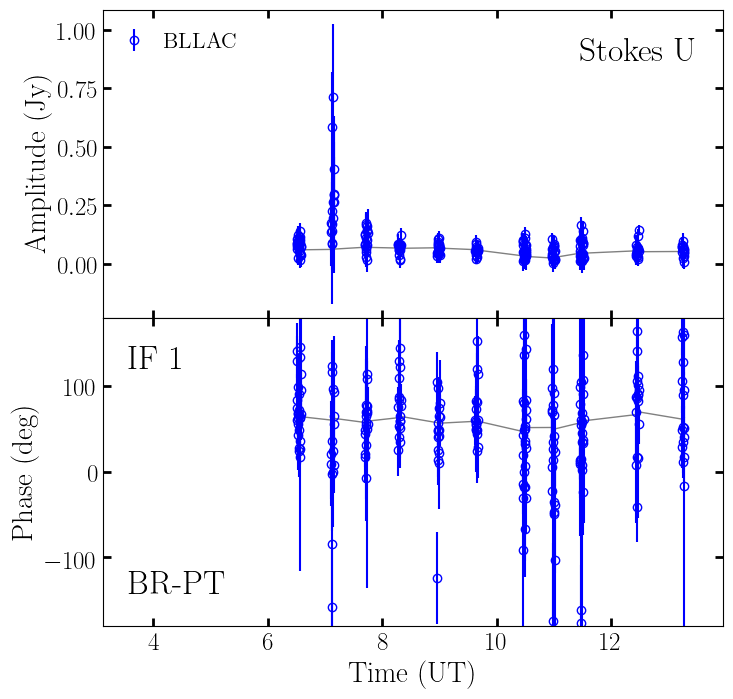 BLLAC
Stokes U
Amplitude (Jy)
1.00
0.75
0.50
0.25
0.00
IF 1
BR-PT
Phase (deg)
100
0
−100
4 6 8 10 12
Time (UT)